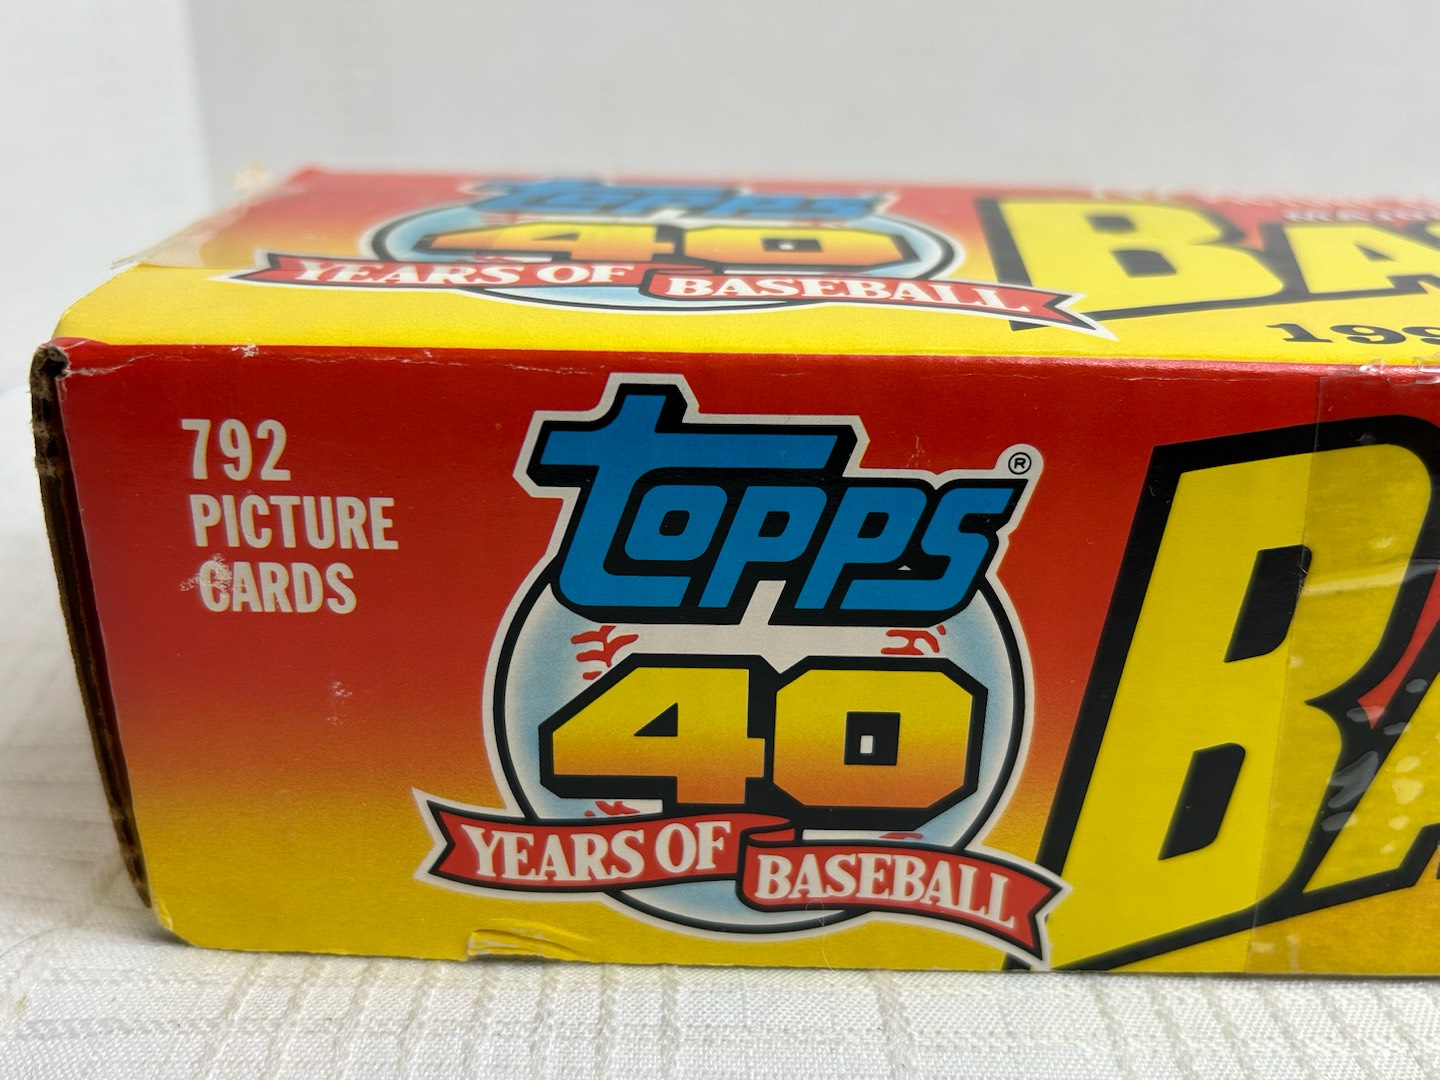 topps
40
YEARS OF BASEBALL
792
PICTURE
CARDS
topps®
40
YEARS OF BASEBALL